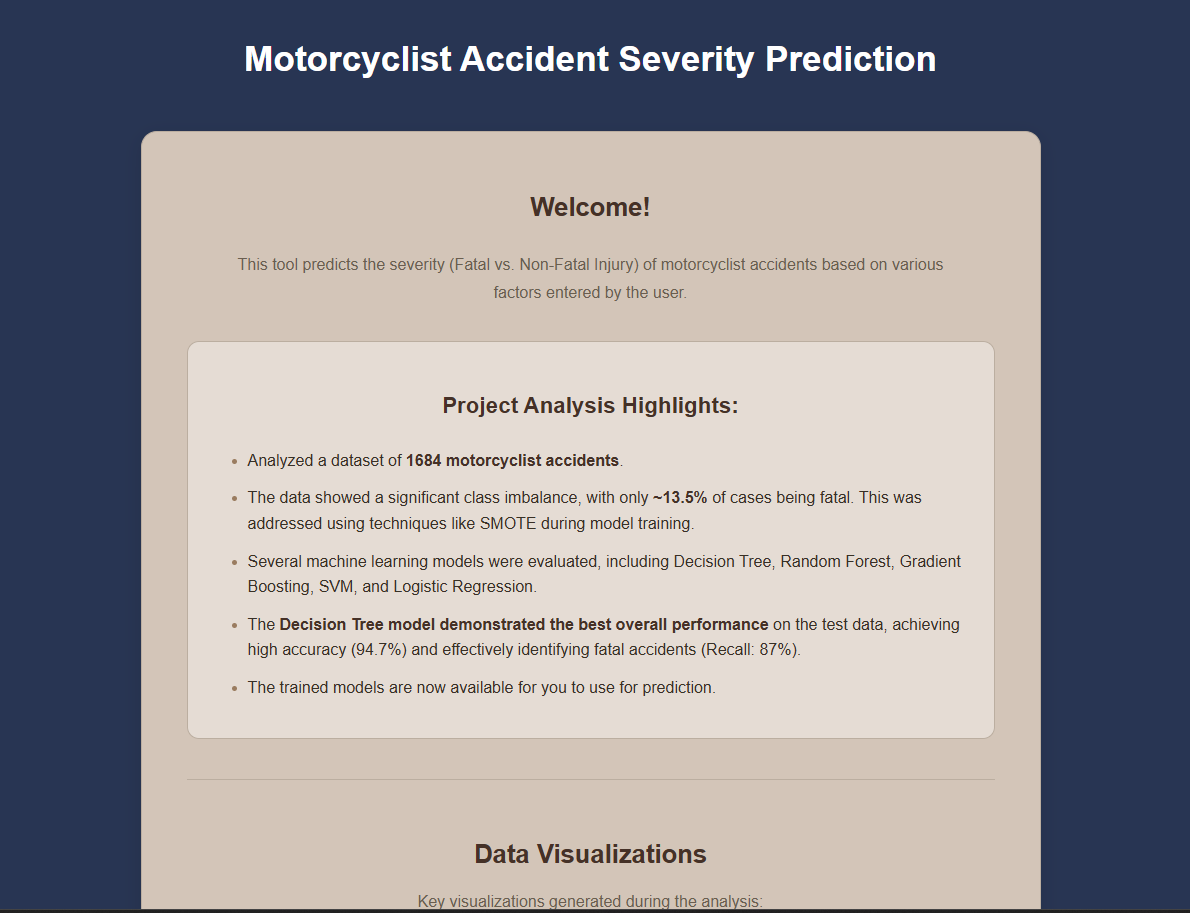 Motorcyclist Accident Severity Prediction
Welcome!
This tool predicts the severity (Fatal vs. Non-Fatal Injury) of motorcyclist accidents based on various
factors entered by the user.
Project Analysis Highlights:
• Analyzed a dataset of 1684 motorcyclist accidents.
• The data showed a significant class imbalance, with only ~13.5% of cases being fatal. This was
addressed using techniques like SMOTE during model training.
• Several machine learning models were evaluated, including Decision Tree, Random Forest, Gradient
Boosting, SVM, and Logistic Regression.
• The Decision Tree model demonstrated the best overall performance on the test data, achieving
high accuracy (94.7%) and effectively identifying fatal accidents (Recall: 87%).
• The trained models are now available for you to use for prediction.
Data Visualizations
Key visualizations generated during the analysis: